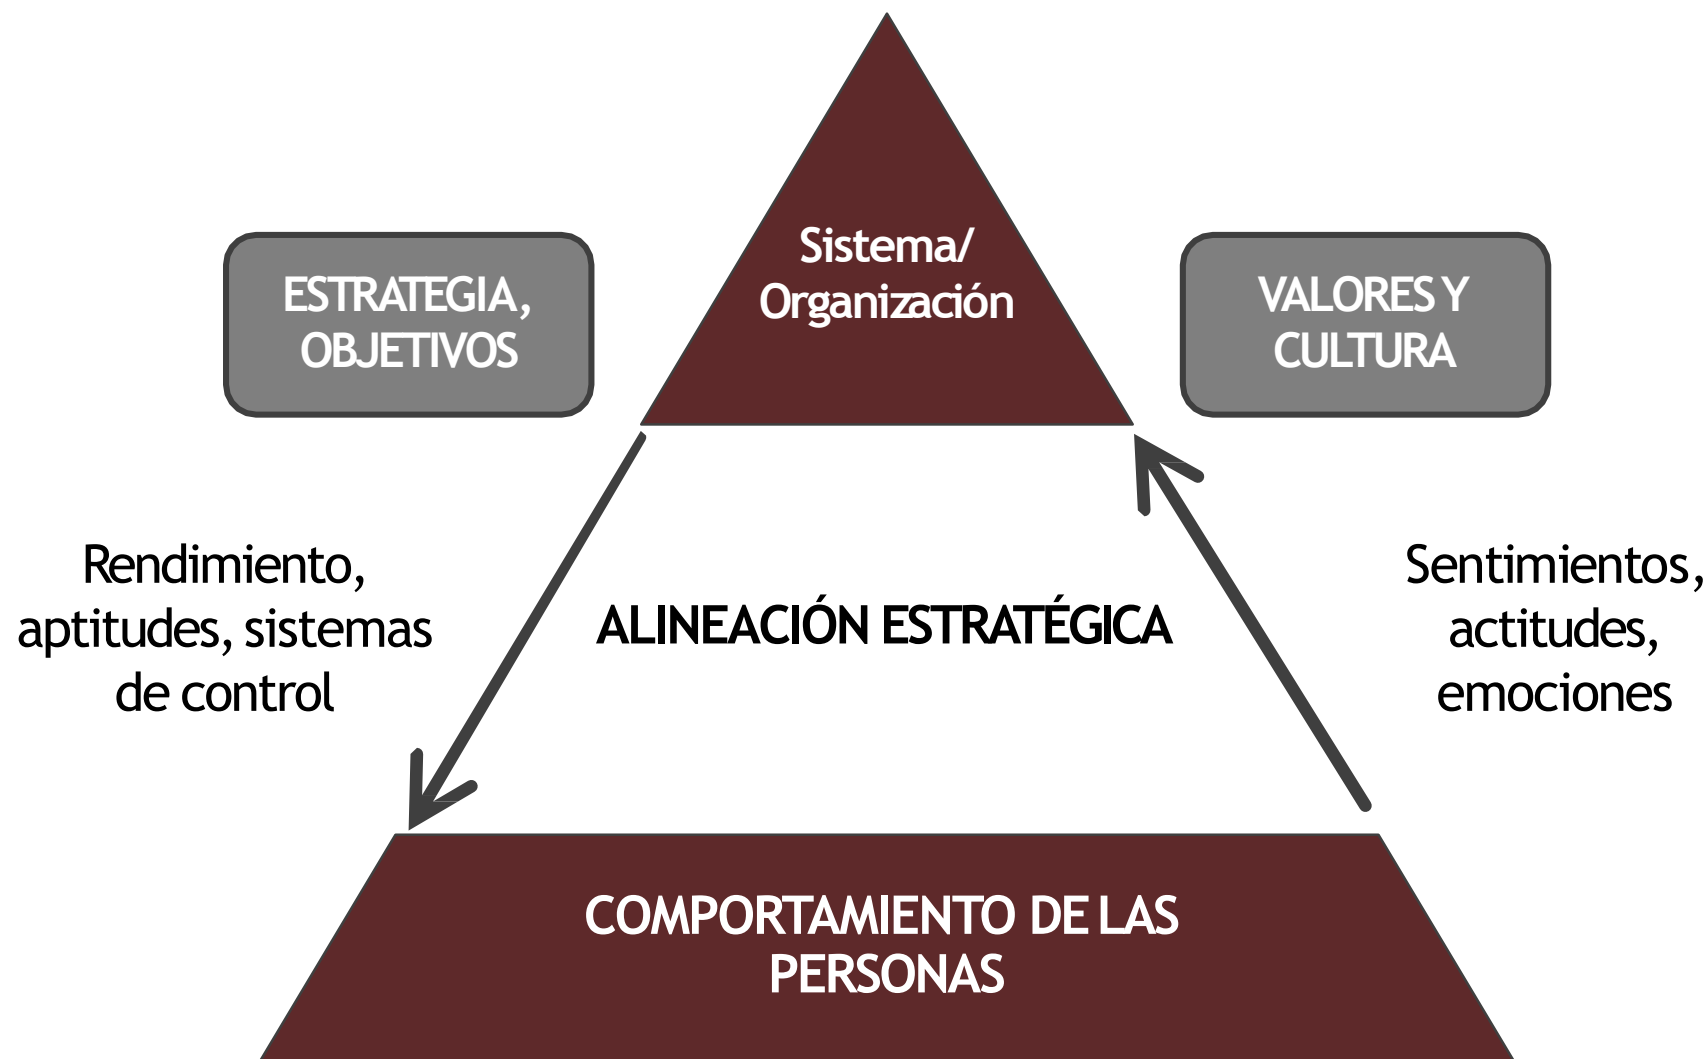 Sistema/
Organización
ESTRATEGIA,
OBJETIVOS
VALORES Y
CULTURA
Rendimiento,
aptitudes, sistemas
de control
ALINEACIÓN ESTRATÉGICA
Sentimientos,
actitudes,
emociones
COMPORTAMIENTO DE LAS
PERSONAS